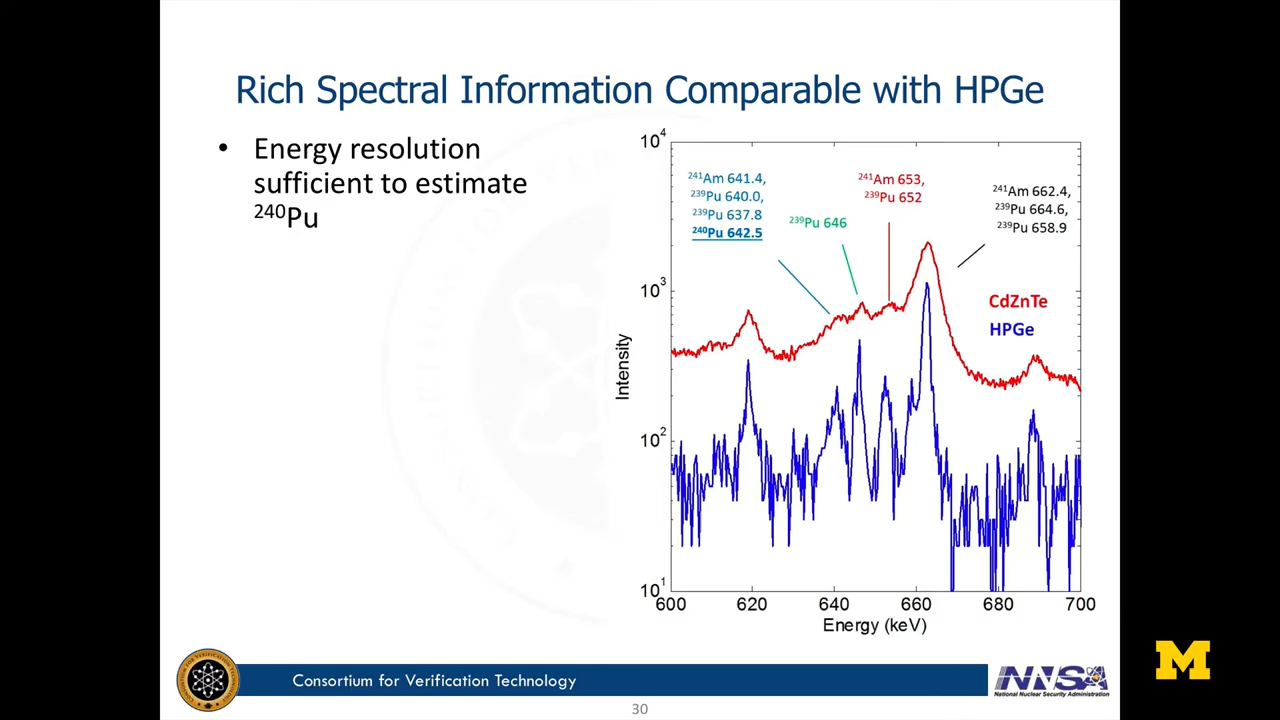 Rich Spectral Information Comparable with HPGe
• Energy resolution
sufficient to estimate
²⁴⁰Pu
10⁴
10³
10²
10¹
Intensity
²⁴¹Am 641.4,
²³⁹Pu 640.0,
²³⁹Pu 637.8
²⁴⁰Pu 642.5
²³⁹Pu 646
²⁴¹Am 653,
²³⁹Pu 652
²⁴¹Am 662.4,
²³⁹Pu 664.6,
²³⁹Pu 658.9
CdZnTe
HPGe
600 620 640 660 680 700
Energy (keV)
Consortium for Verification Technology
NNSA
National Nuclear Security Administration
M
30